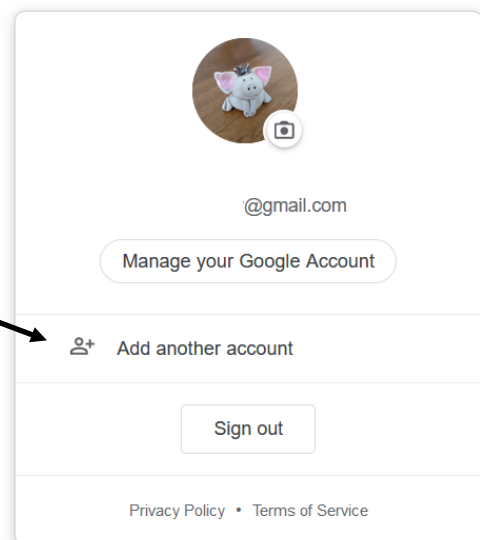 @gmail.com
Manage your Google Account
Add another account
Sign out
Privacy Policy • Terms of Service